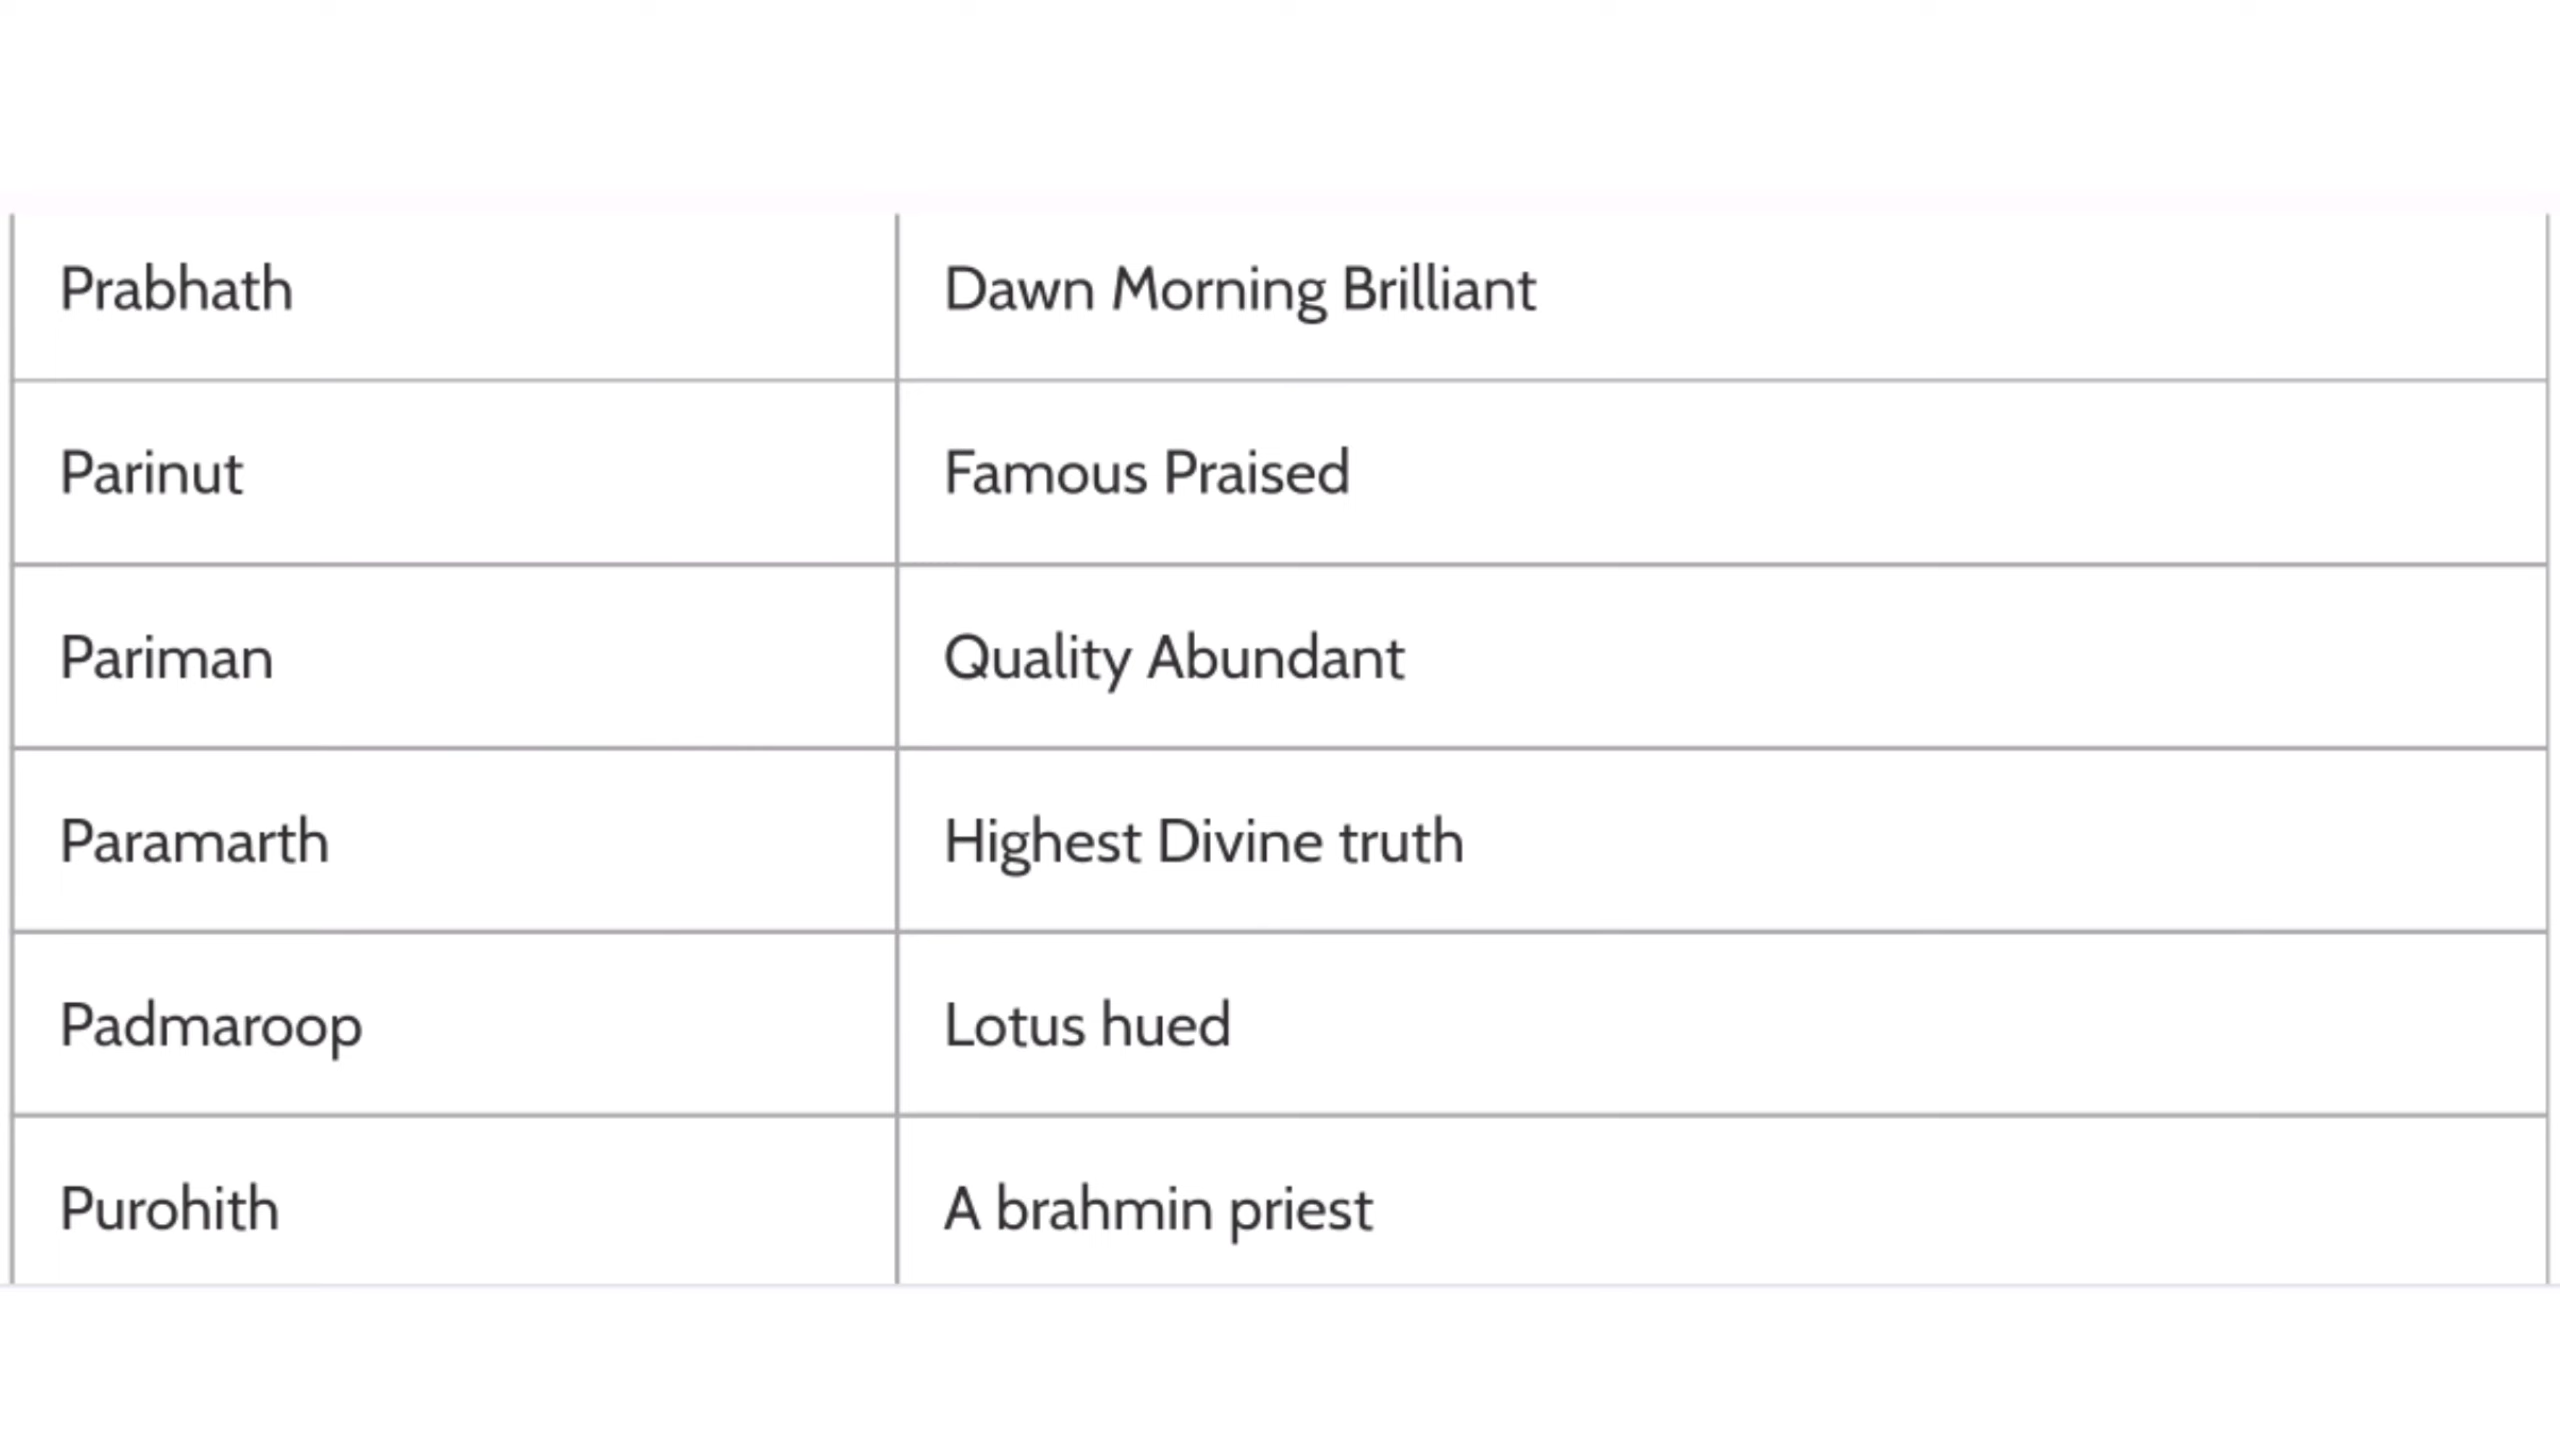 Prabhath Dawn Morning Brilliant
Parinut Famous Praised
Pariman Quality Abundant
Paramarth Highest Divine truth
Padmaroop Lotus hued
Purohith A brahmin priest